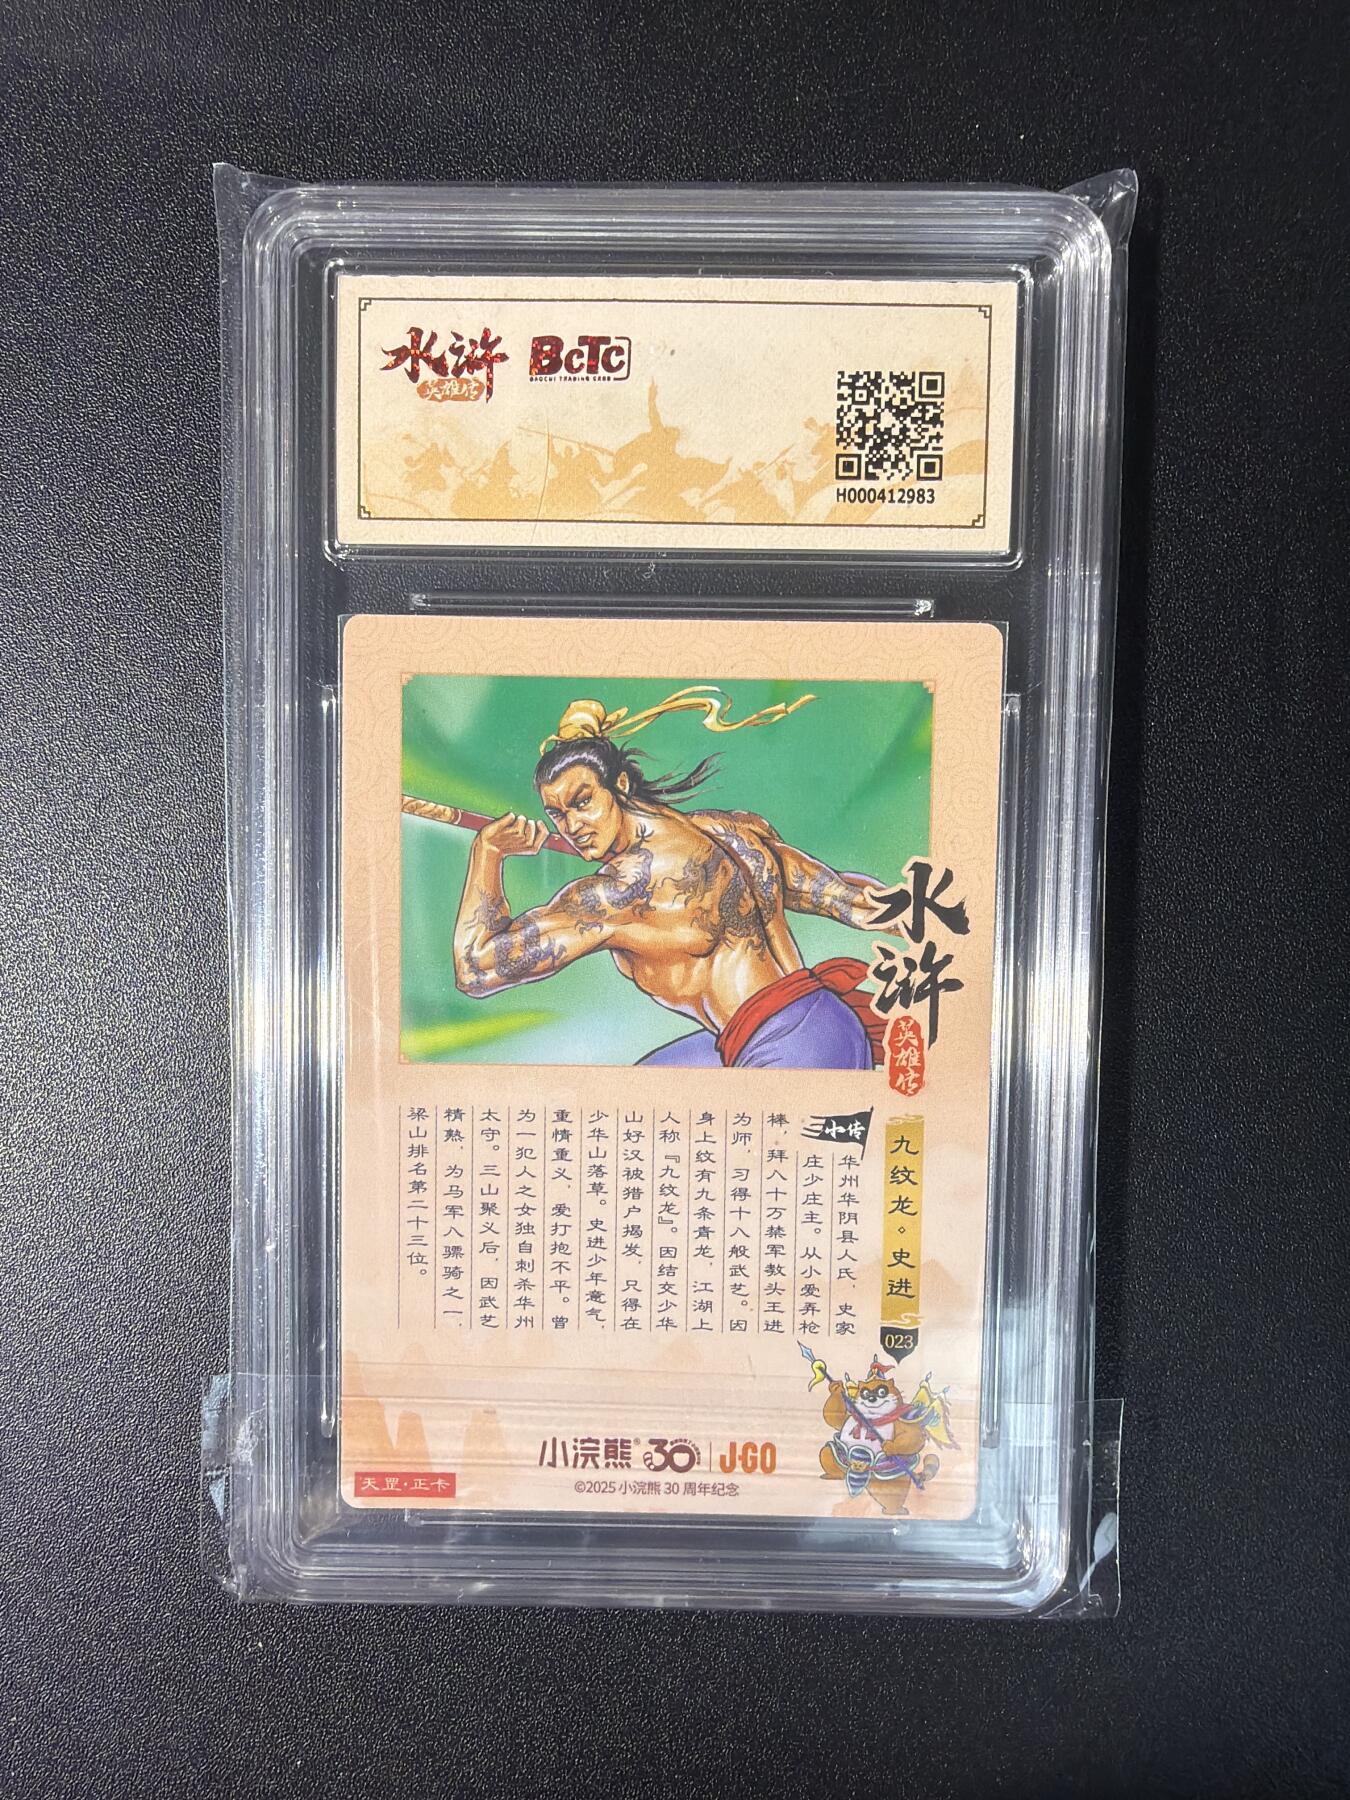 水浒
英雄传
BCTC
BAOCUI TRADING CARD
H000412983
水浒
英雄传
九纹龙◇史进
023
小传
华州华阴县人氏，史家
庄少庄主。从小爱弄枪
棒，拜八十万禁军教头王进
为师，习得十八般武艺。因
身上纹有九条青龙，江湖上
人称『九纹龙』。因结交少华
山好汉被猎户揭发，只得在
少华山落草。史进少年意气，
重情重义，爱打抱不平。曾
为一犯人之女独自刺杀华州
太守。三山聚义后，因武艺
精熟，为马军八骠骑之一，
梁山排名第二十三位。
小浣熊® 30 | J·GO
©2025 小浣熊 30 周年纪念
天罡·正卡